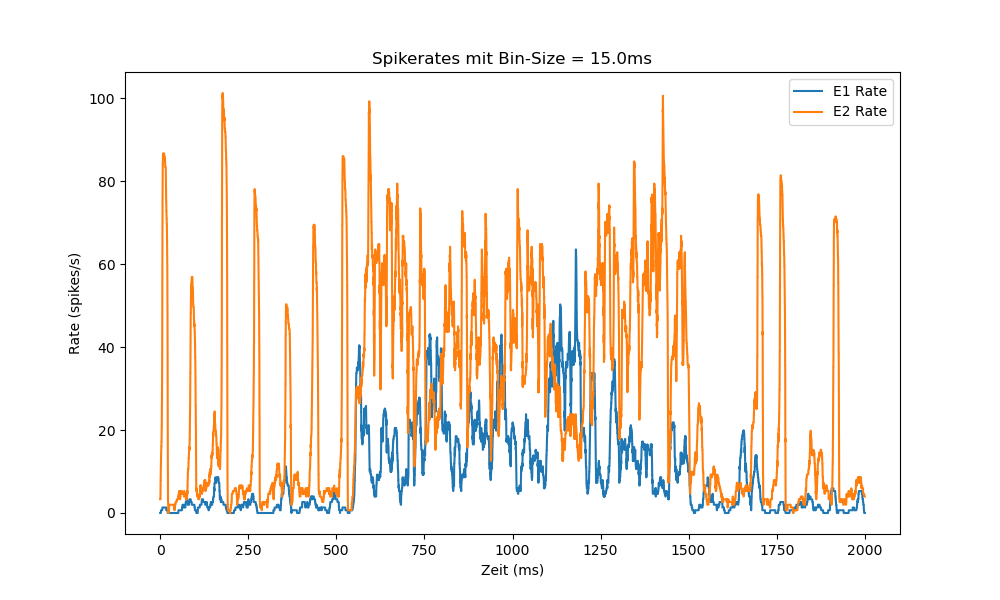 Spikerates mit Bin-Size = 15.0ms
E1 Rate
E2 Rate
100
80
60
40
20
0
Rate (spikes/s)
0 250 500 750 1000 1250 1500 1750 2000
Zeit (ms)